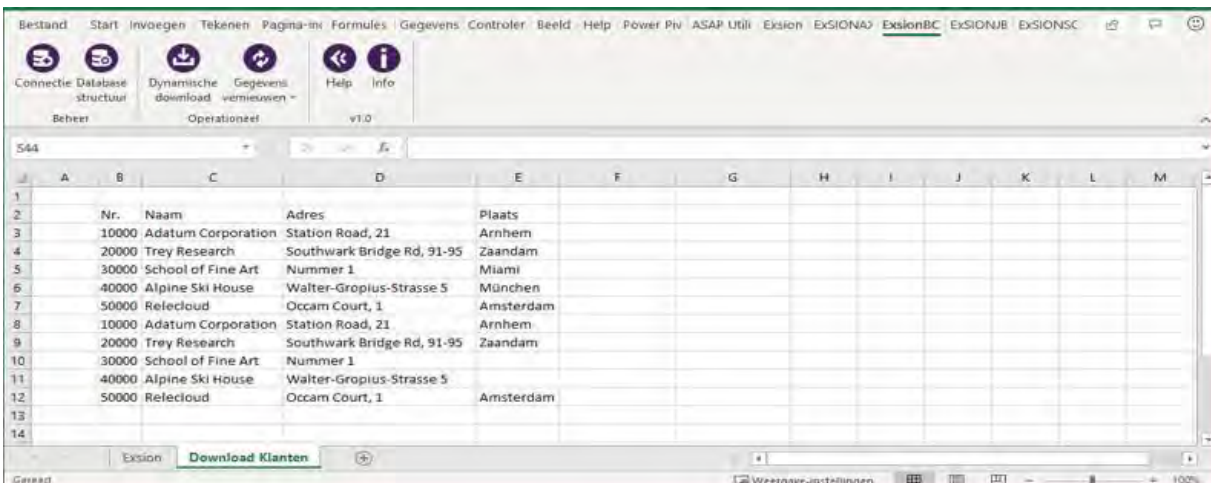 Bestand Start Invoegen Tekenen Pagina-ind Formules Gegevens Controler Beeld Help Power Piv ASAP Utili Exsion ExSIONAX ExsionBC ExSIONJB ExSIONSC
Connectie Database structuur Dynamische download Gegevens vernieuwen Help Info
Beheer Operationeel v1.0
S44 fx
A B C D E F G H I J K L M
1
2 Nr. Naam Adres Plaats
3 10000 Adatum Corporation Station Road, 21 Arnhem
4 20000 Trey Research Southwark Bridge Rd, 91-95 Zaandam
5 30000 School of Fine Art Nummer 1 Miami
6 40000 Alpine Ski House Walter-Gropius-Strasse 5 München
7 50000 Relecloud Occam Court, 1 Amsterdam
8 10000 Adatum Corporation Station Road, 21 Arnhem
9 20000 Trey Research Southwark Bridge Rd, 91-95 Zaandam
10 30000 School of Fine Art Nummer 1
11 40000 Alpine Ski House Walter-Gropius-Strasse 5
12 50000 Relecloud Occam Court, 1 Amsterdam
13
14
Exsion Download Klanten
Gereed Weergave-instellingen 100%